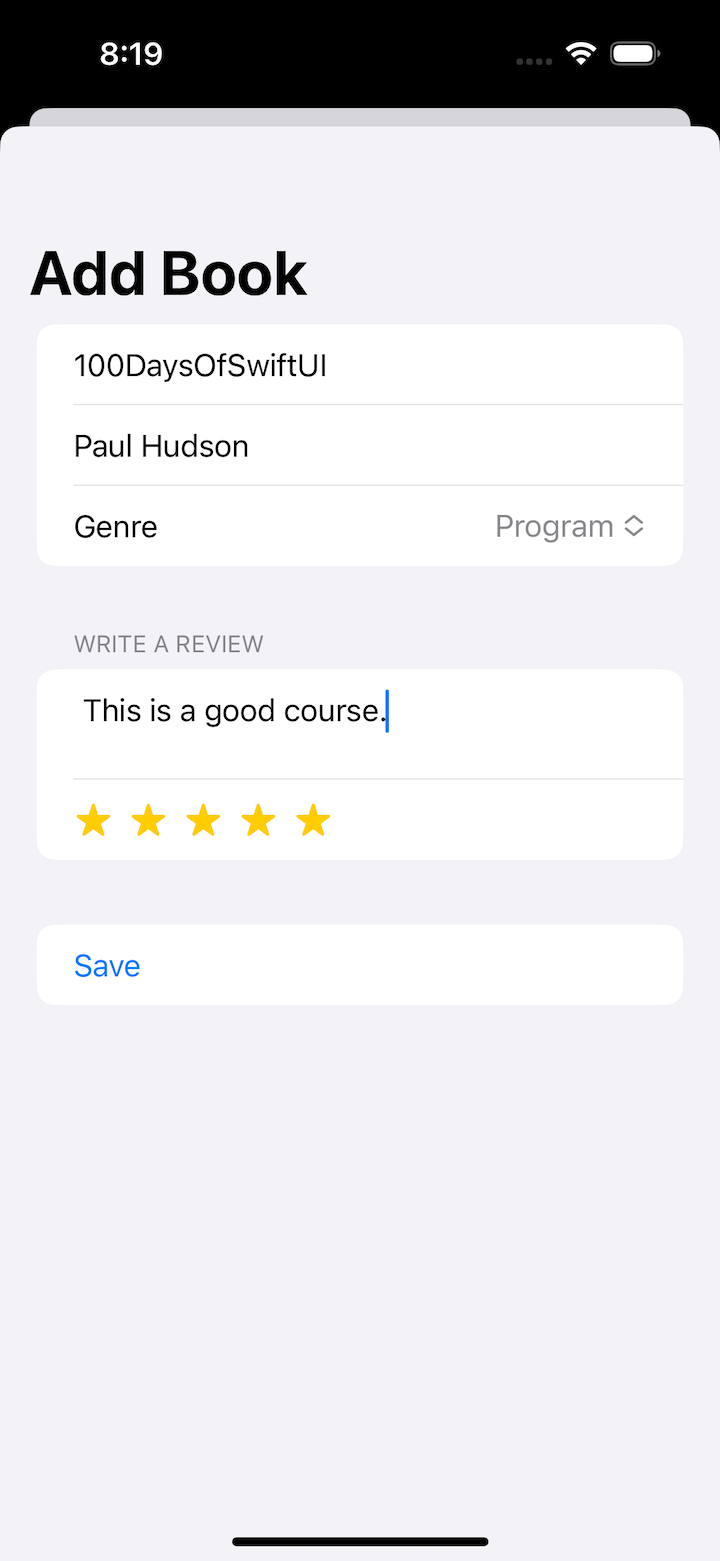 8:19
Add Book
100DaysOfSwiftUI
Paul Hudson
Genre Program
WRITE A REVIEW
This is a good course.
Save